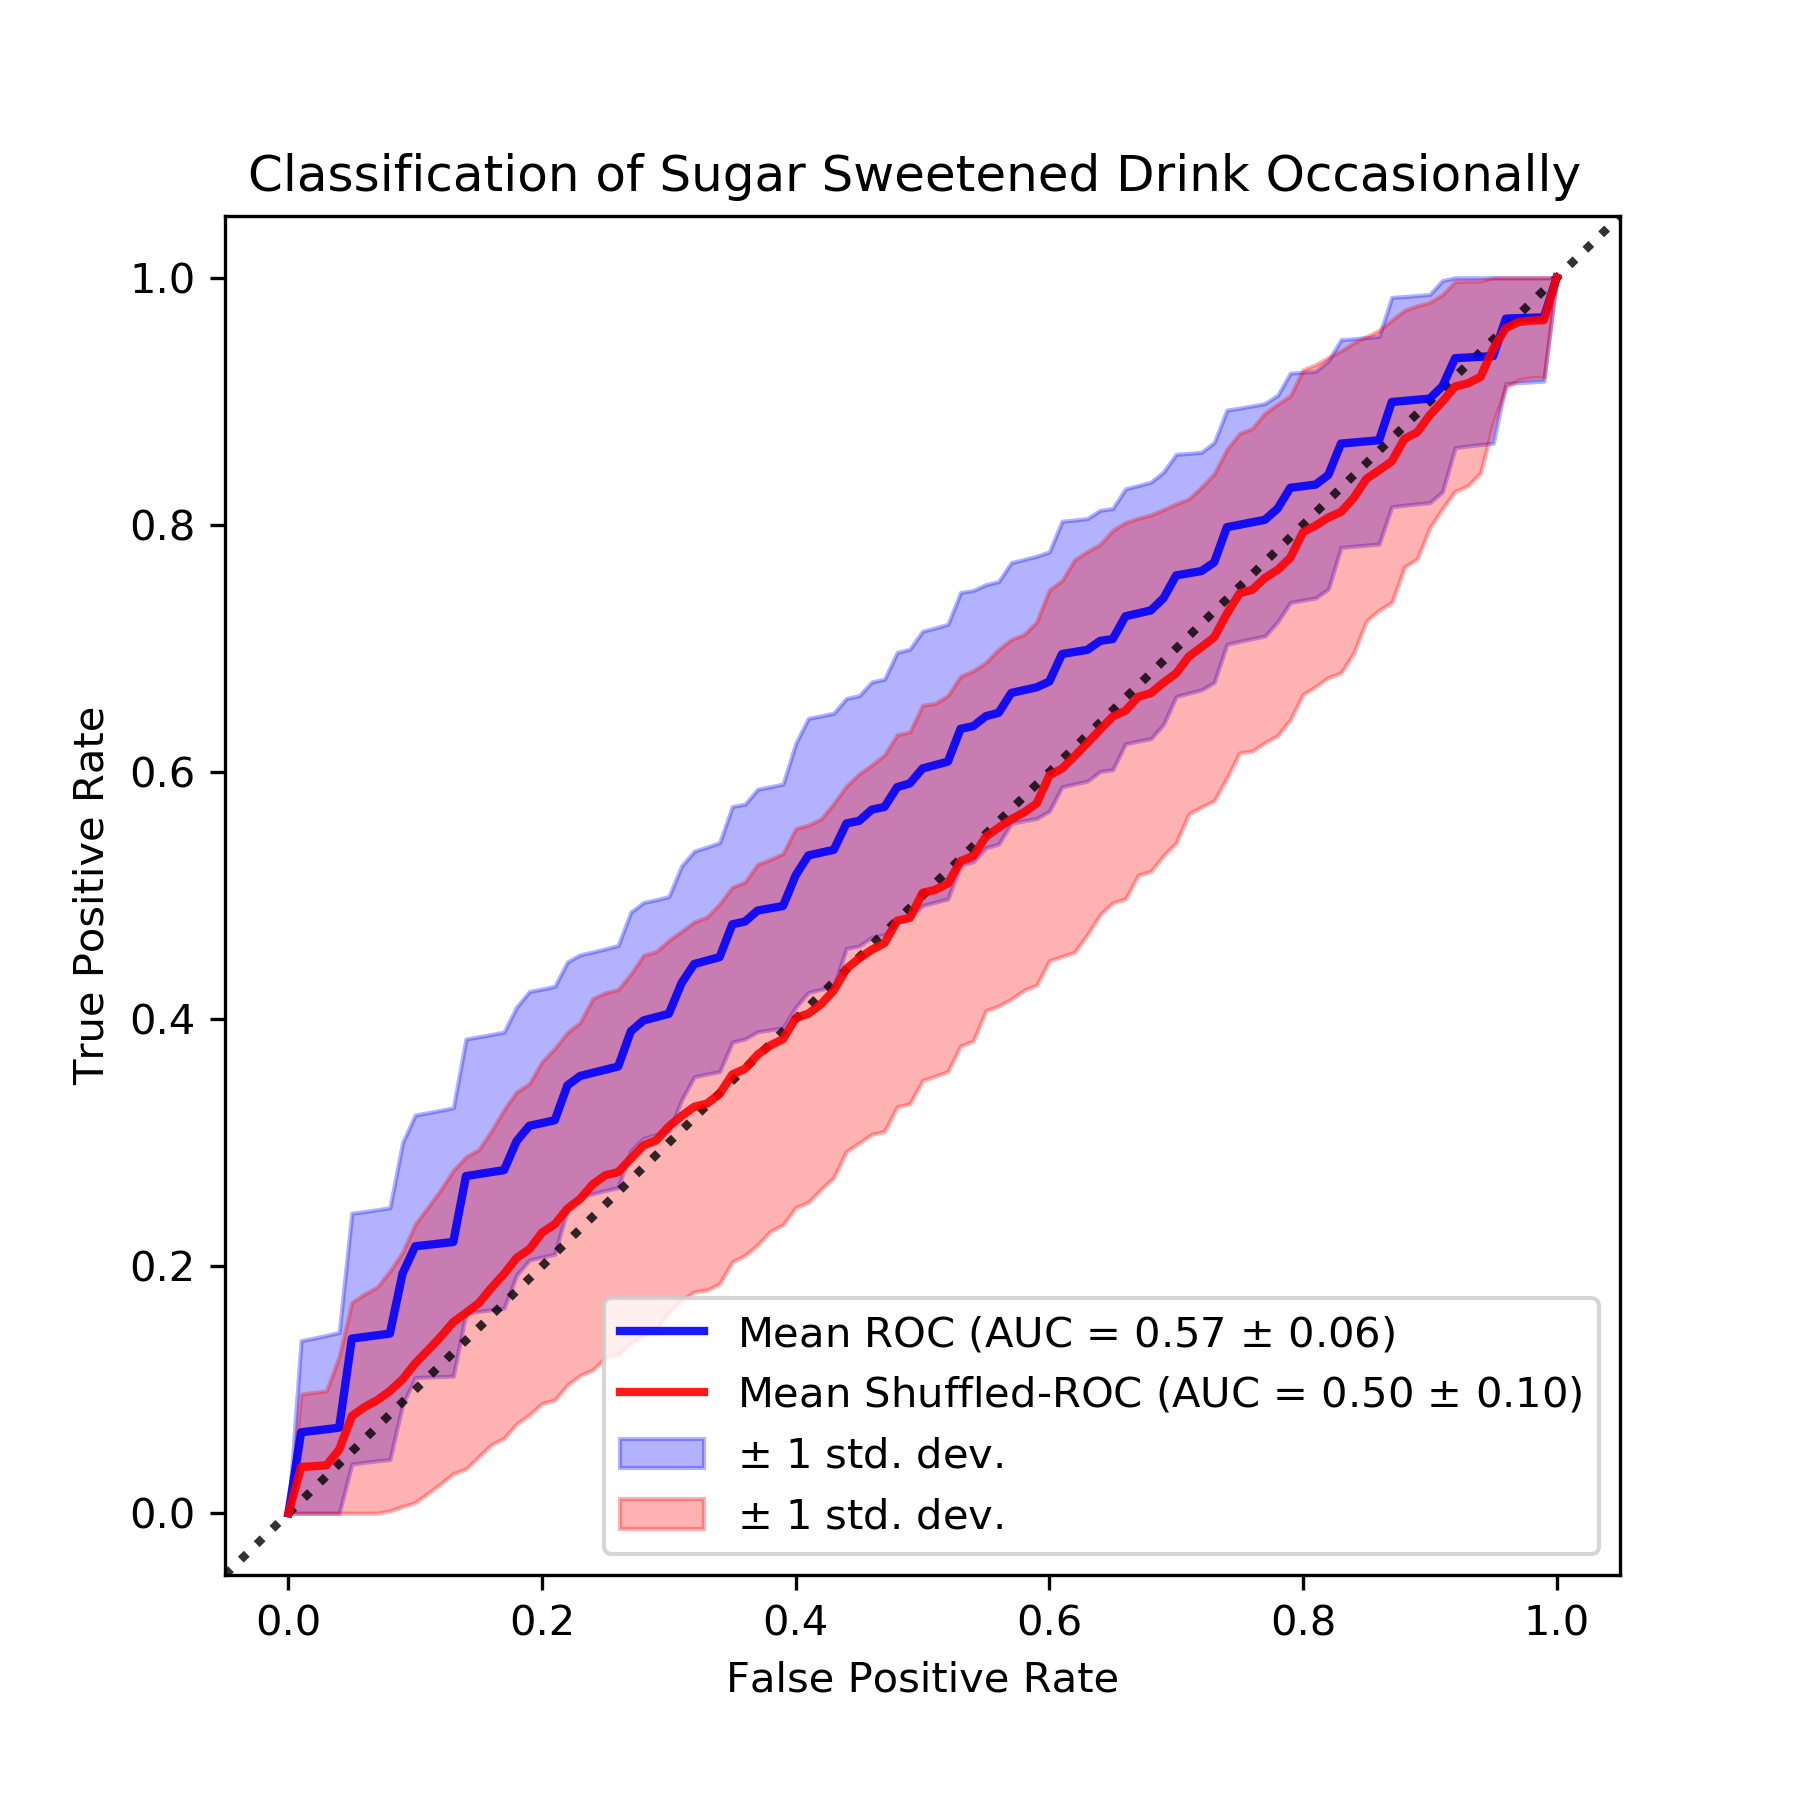 Classification of Sugar Sweetened Drink Occasionally
True Positive Rate
1.0
0.8
0.6
0.4
0.2
0.0
Mean ROC (AUC = 0.57 ± 0.06)
Mean Shuffled-ROC (AUC = 0.50 ± 0.10)
± 1 std. dev.
± 1 std. dev.
0.0 0.2 0.4 0.6 0.8 1.0
False Positive Rate